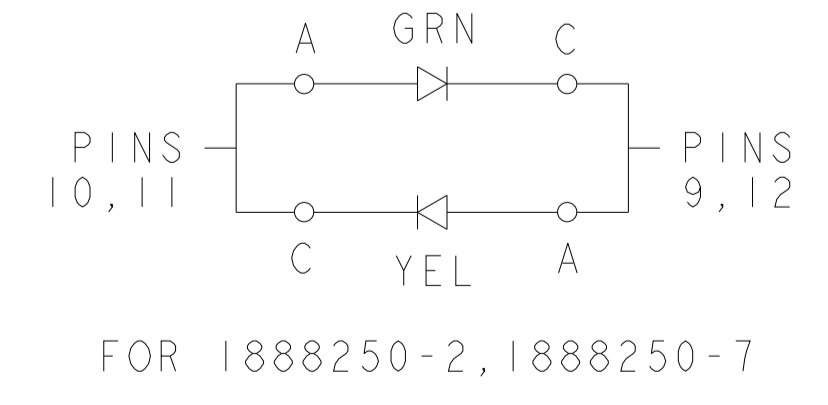 A GRN C
PINS PINS
10,11 9,12
C YEL A
FOR 1888250-2,1888250-7